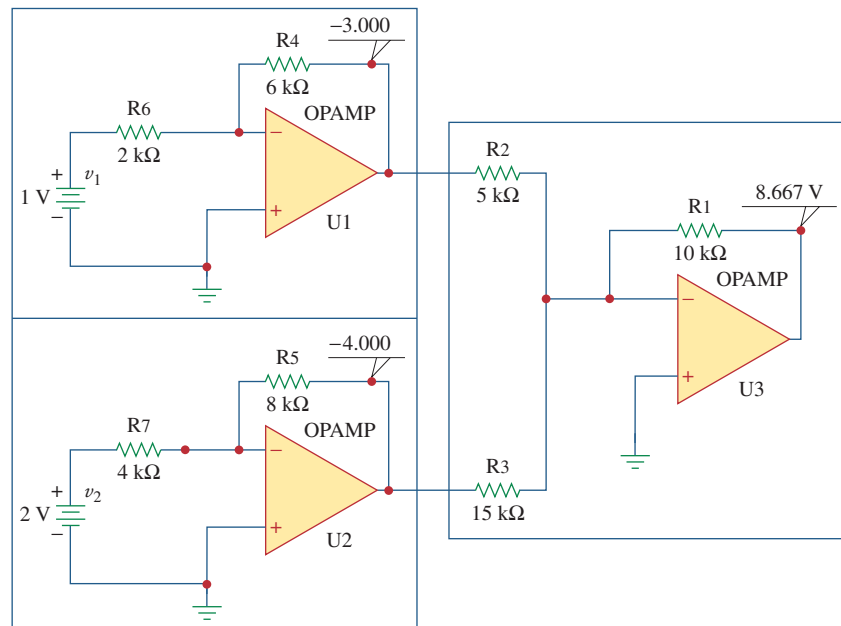 −3.000
R4
6 kΩ
OPAMP
R6
2 kΩ
+
v1
1 V
−
−
+
U1
R2
5 kΩ
R1
10 kΩ
8.667 V
OPAMP
−
+
U3
−4.000
R5
8 kΩ
OPAMP
R7
4 kΩ
+
v2
2 V
−
−
+
U2
R3
15 kΩ